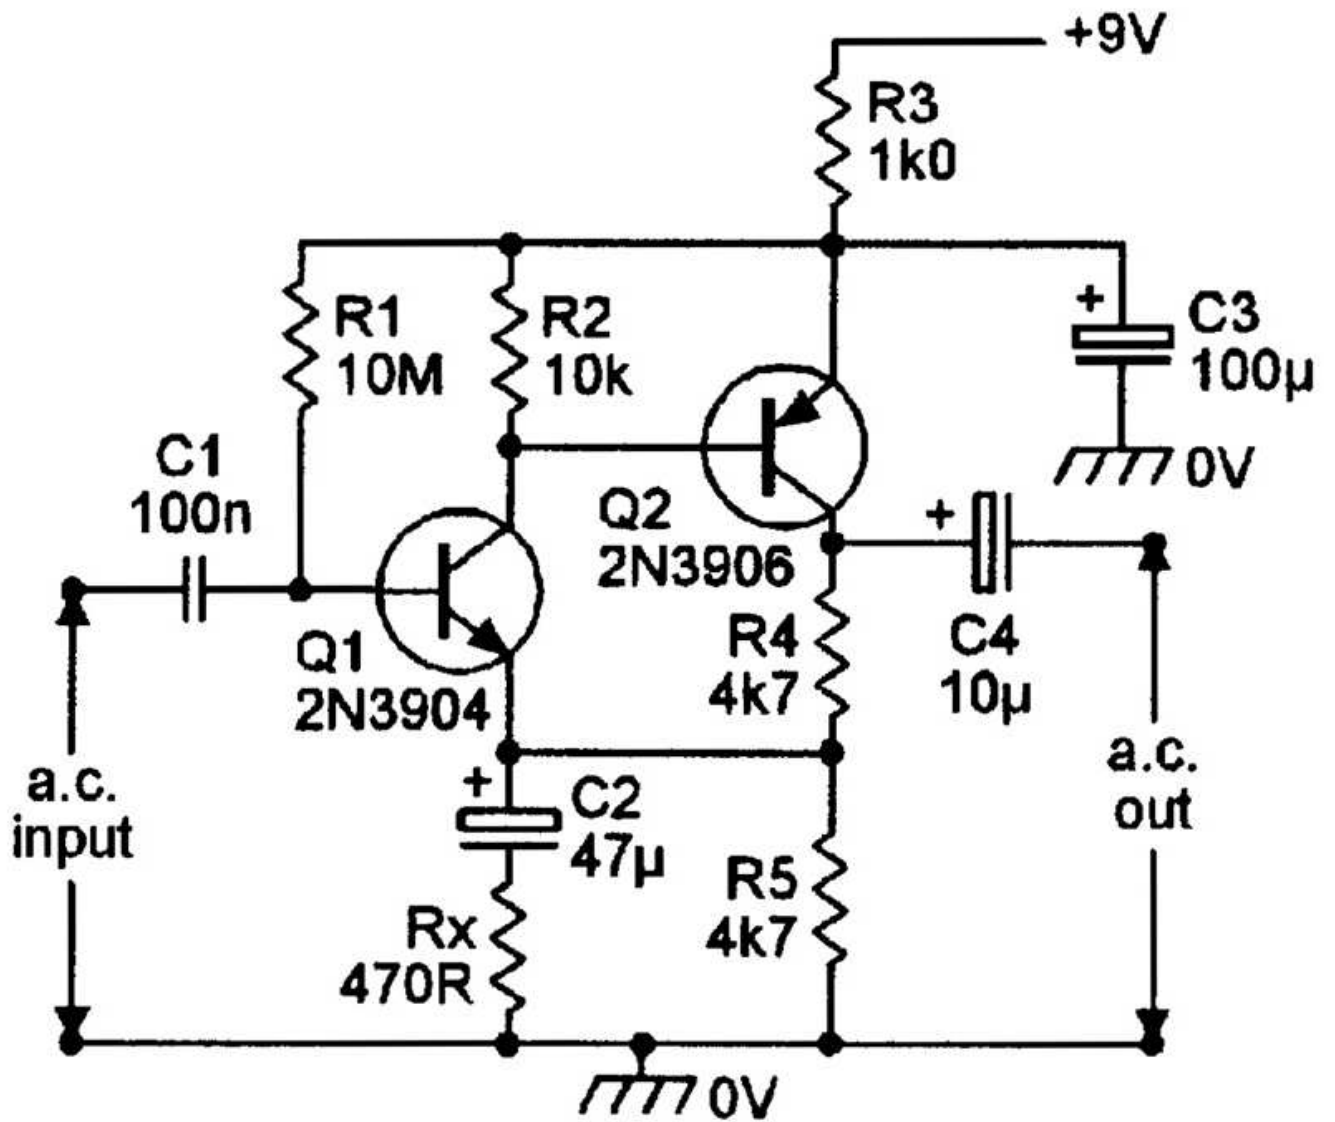 +9V
R3
1k0
R1
10M
R2
10k
+
C3
100µ
0V
C1
100n
Q2
2N3906
+
C4
10µ
Q1
2N3904
R4
4k7
a.c.
input
+
C2
47µ
a.c.
out
R5
4k7
Rx
470R
0V